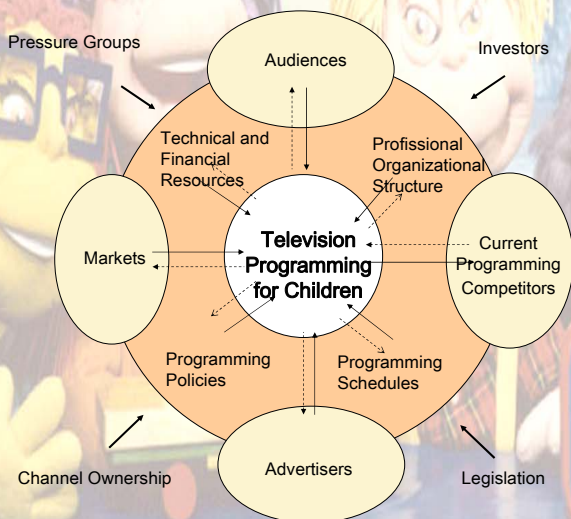 Pressure Groups
Investors
Audiences
Technical and
Financial
Resources
Profissional
Organizational
Structure
Markets
Television
Programming
for Children
Current
Programming
Competitors
Programming
Policies
Programming
Schedules
Advertisers
Channel Ownership
Legislation